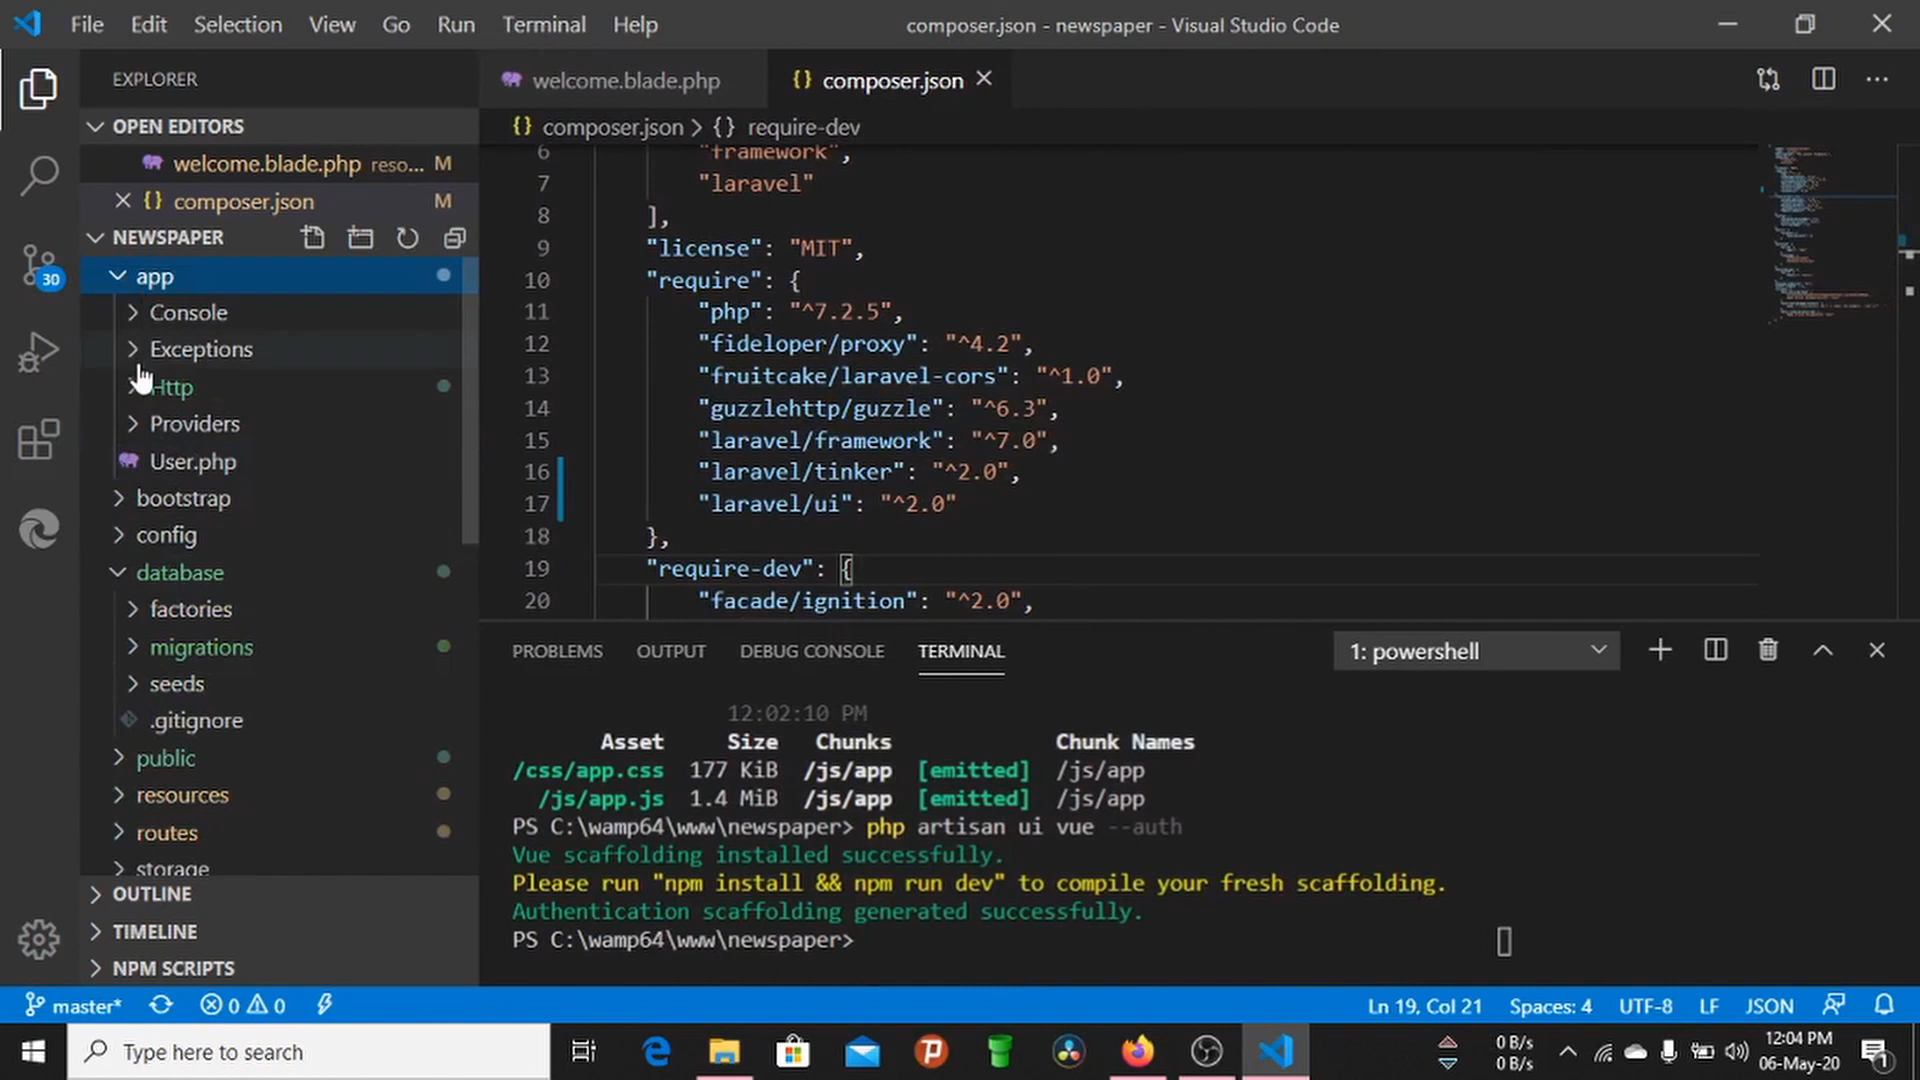 File Edit Selection View Go Run Terminal Help composer.json - newspaper - Visual Studio Code
EXPLORER
OPEN EDITORS
welcome.blade.php reso... M
composer.json M
NEWSPAPER
app
Console
Exceptions
Http
Providers
User.php
bootstrap
config
database
factories
migrations
seeds
.gitignore
public
resources
routes
storage
OUTLINE
TIMELINE
NPM SCRIPTS
30
welcome.blade.php composer.json
composer.json > {} require-dev
6 "framework",
7 "laravel"
8 ],
9 "license": "MIT",
10 "require": {
11 "php": "^7.2.5",
12 "fideloper/proxy": "^4.2",
13 "fruitcake/laravel-cors": "^1.0",
14 "guzzlehttp/guzzle": "^6.3",
15 "laravel/framework": "^7.0",
16 "laravel/tinker": "^2.0",
17 "laravel/ui": "^2.0"
18 },
19 "require-dev": {
20 "facade/ignition": "^2.0",
PROBLEMS OUTPUT DEBUG CONSOLE TERMINAL 1: powershell
12:02:10 PM
Asset Size Chunks Chunk Names
/css/app.css 177 KiB /js/app [emitted] /js/app
/js/app.js 1.4 MiB /js/app [emitted] /js/app
PS C:\wamp64\www\newspaper> php artisan ui vue --auth
Vue scaffolding installed successfully.
Please run "npm install && npm run dev" to compile your fresh scaffolding.
Authentication scaffolding generated successfully.
PS C:\wamp64\www\newspaper>
master* 0 0 Ln 19, Col 21 Spaces: 4 UTF-8 LF JSON
Type here to search
0 B/s
0 B/s
12:04 PM
06-May-20
1